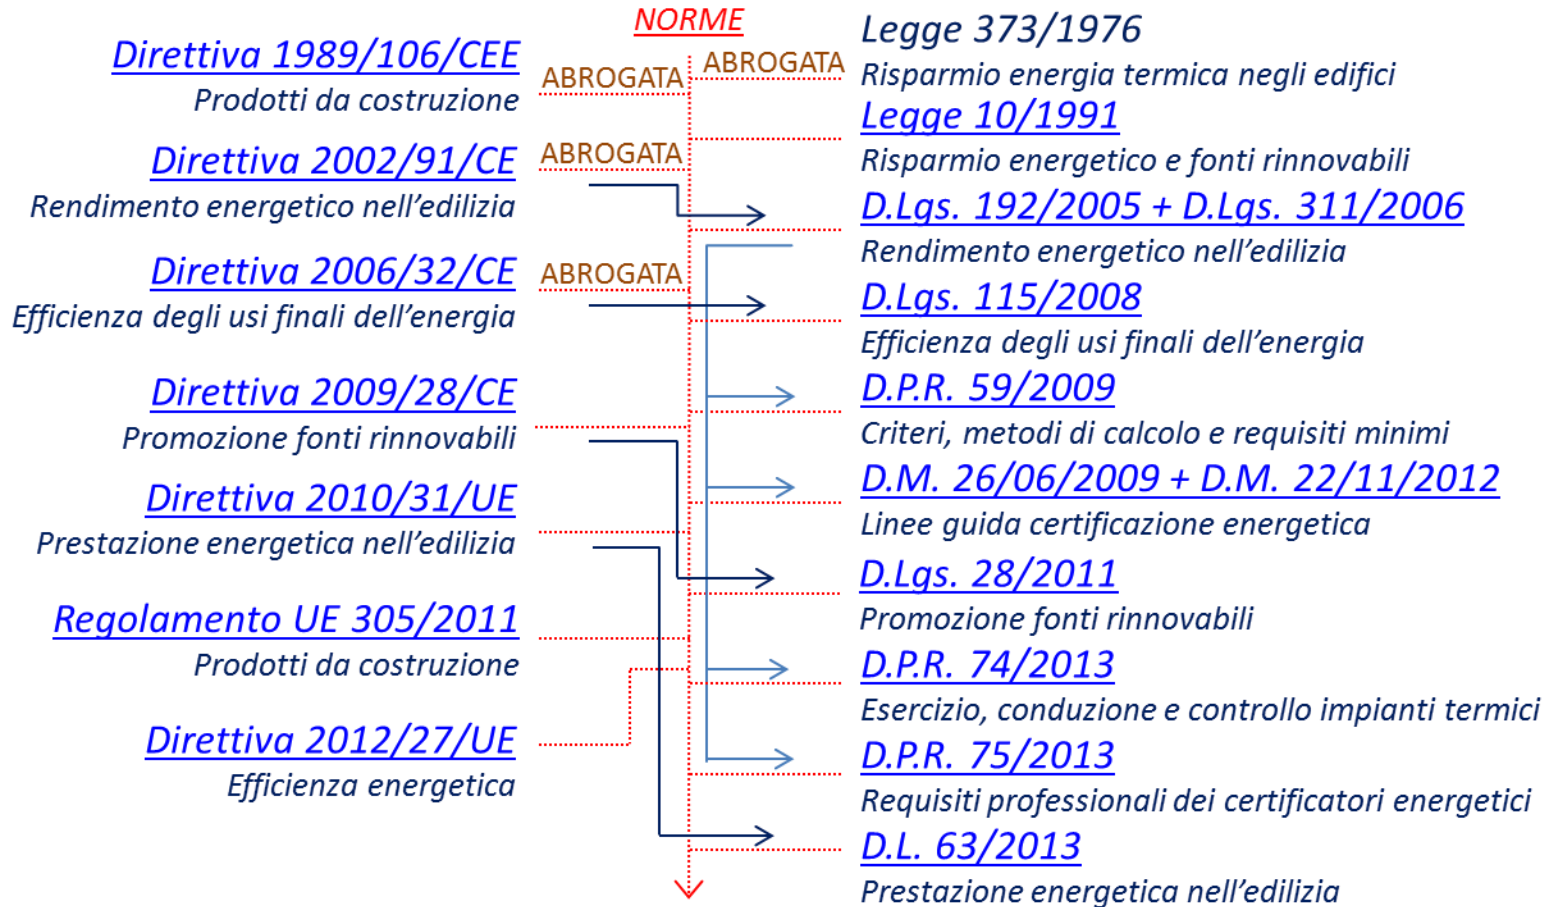 NORME
Direttiva 1989/106/CEE
ABROGATA
Prodotti da costruzione
Direttiva 2002/91/CE
ABROGATA
Rendimento energetico nell’edilizia
Direttiva 2006/32/CE
ABROGATA
Efficienza degli usi finali dell’energia
Direttiva 2009/28/CE
Promozione fonti rinnovabili
Direttiva 2010/31/UE
Prestazione energetica nell’edilizia
Regolamento UE 305/2011
Prodotti da costruzione
Direttiva 2012/27/UE
Efficienza energetica
Legge 373/1976
ABROGATA
Risparmio energia termica negli edifici
Legge 10/1991
Risparmio energetico e fonti rinnovabili
D.Lgs. 192/2005 + D.Lgs. 311/2006
Rendimento energetico nell’edilizia
D.Lgs. 115/2008
Efficienza degli usi finali dell’energia
D.P.R. 59/2009
Criteri, metodi di calcolo e requisiti minimi
D.M. 26/06/2009 + D.M. 22/11/2012
Linee guida certificazione energetica
D.Lgs. 28/2011
Promozione fonti rinnovabili
D.P.R. 74/2013
Esercizio, conduzione e controllo impianti termici
D.P.R. 75/2013
Requisiti professionali dei certificatori energetici
D.L. 63/2013
Prestazione energetica nell’edilizia